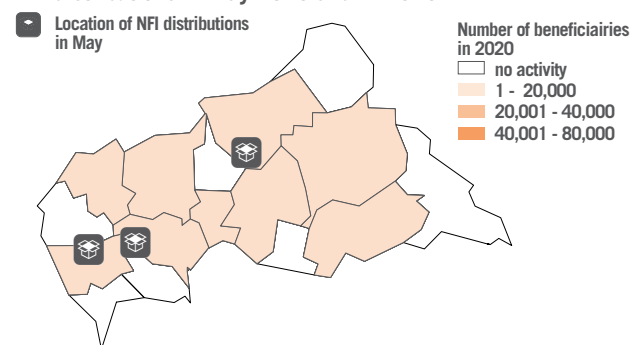 Location of NFI distributions
in May
Number of beneficiairies
in 2020
no activity
1 - 20,000
20,001 - 40,000
40,001 - 80,000